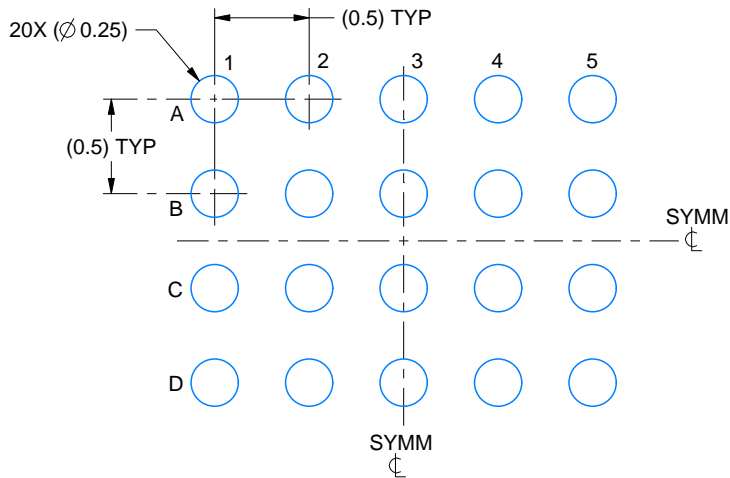 (0.5) TYP
20X (∅ 0.25)
1 2 3 4 5
A
(0.5) TYP
B
SYMM
℄
C
D
SYMM
℄